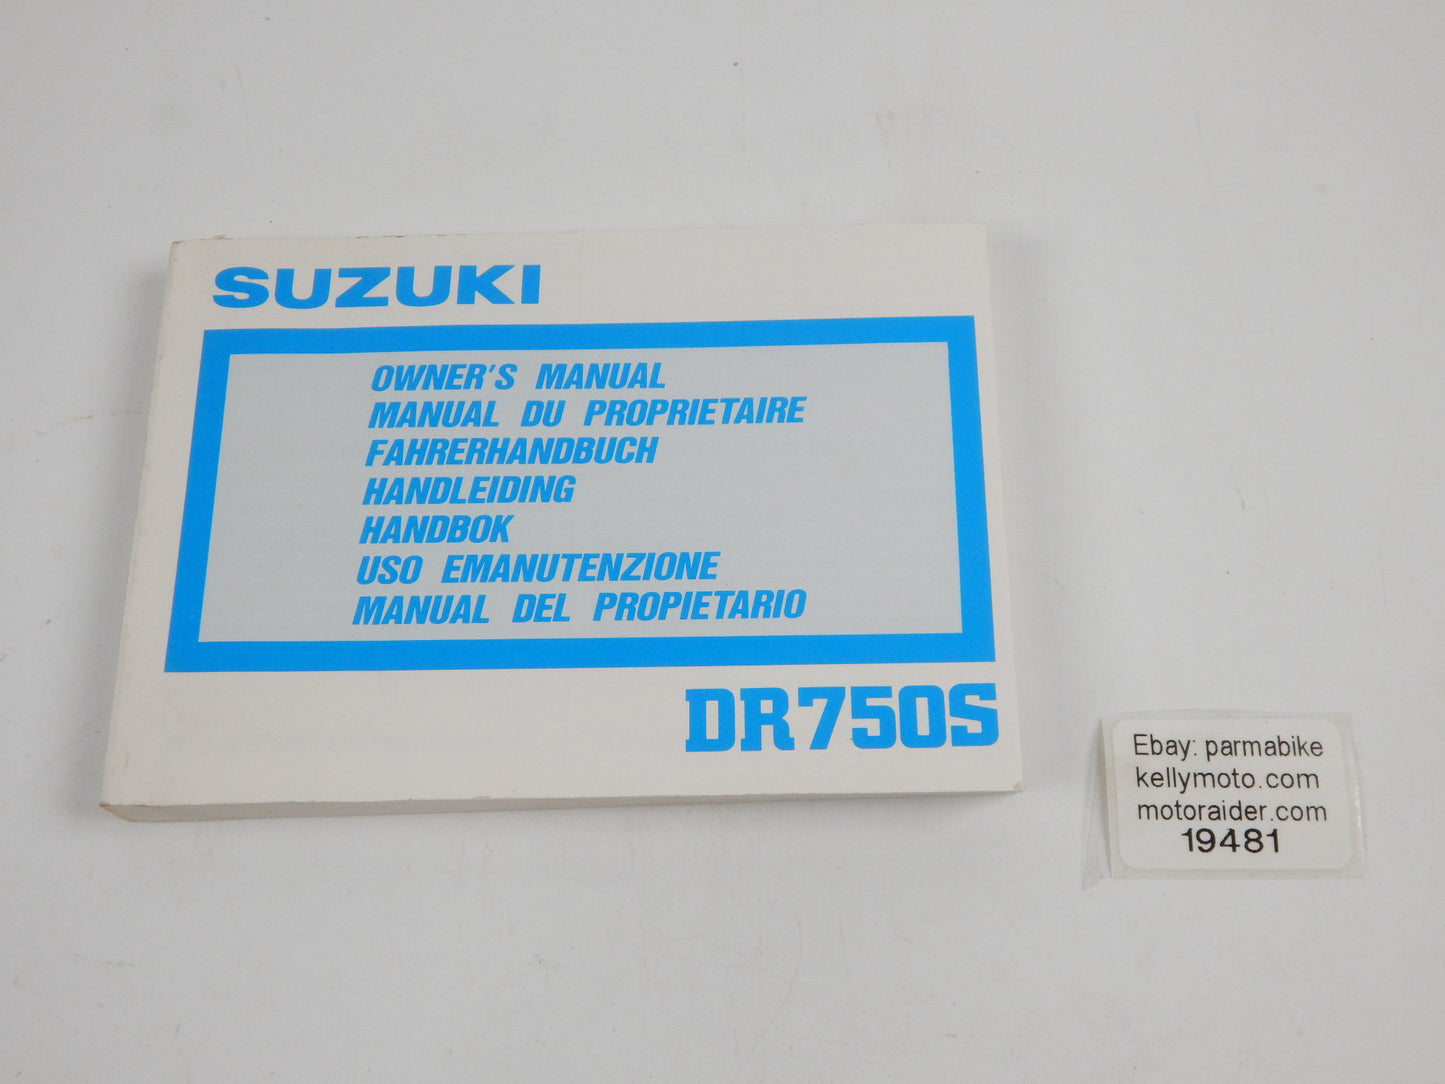 SUZUKI
OWNER'S MANUAL
MANUAL DU PROPRIETAIRE
FAHRERHANDBUCH
HANDLEIDING
HANDBOK
USO EMANUTENZIONE
MANUAL DEL PROPIETARIO
DR750S
Ebay: parmabike
kellymoto.com
motoraider.com
19481